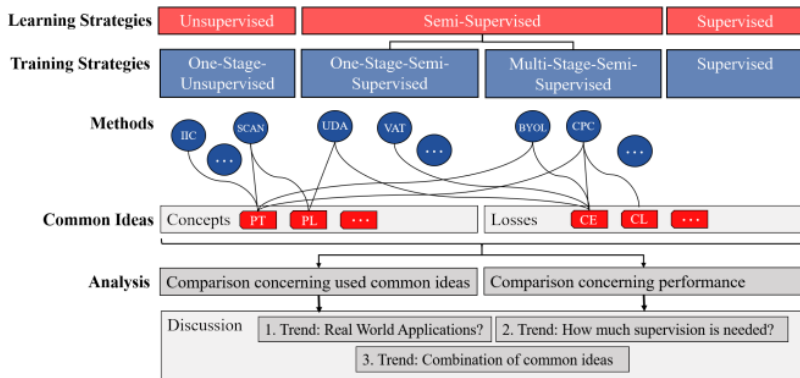 Learning Strategies Unsupervised Semi-Supervised Supervised
Training Strategies One-Stage-Unsupervised One-Stage-Semi-Supervised Multi-Stage-Semi-Supervised Supervised
Methods IIC SCAN UDA VAT BYOL CPC
... ... ...
Common Ideas Concepts PT PL ... Losses CE CL ...
Analysis Comparison concerning used common ideas Comparison concerning performance
Discussion
1. Trend: Real World Applications? 2. Trend: How much supervision is needed?
3. Trend: Combination of common ideas